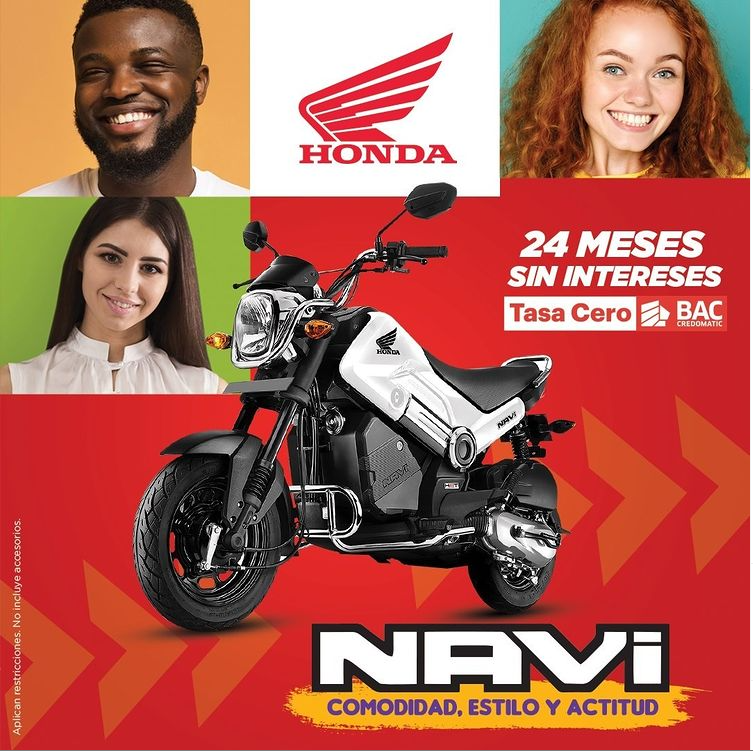 HONDA
24 MESES
SIN INTERESES
Tasa Cero BAC
CREDOMATIC
HONDA
NAVi
NAVi
Aplican restricciones. No incluye accesorios.
NAVi
COMODIDAD, ESTILO Y ACTITUD